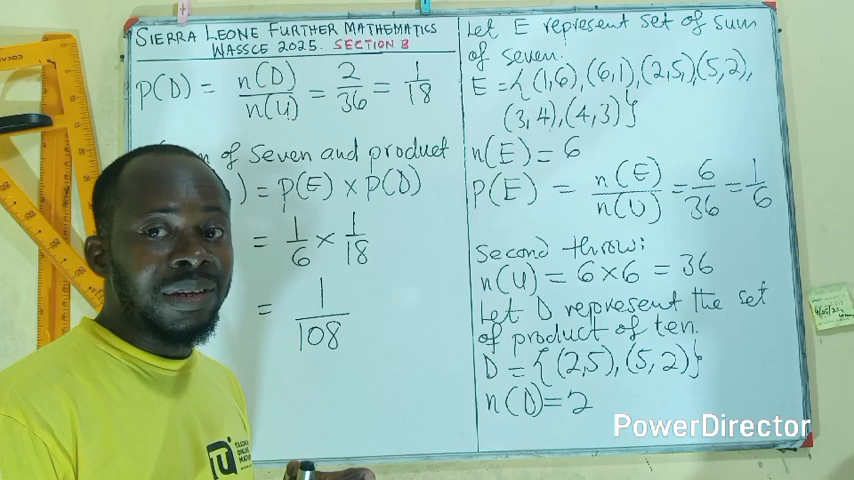 SIERRA LEONE FURTHER MATHEMATICS
WASSCE 2025. SECTION B
P(D) = n(D)/n(U) = 2/36 = 1/18
of seven and product
) = P(E) × P(D)
= 1/6 × 1/18
= 1/108
Let E represent set of sum
of seven.
E = {(1,6), (6,1), (2,5), (5,2),
(3,4), (4,3)}
n(E) = 6
P(E) = n(E)/n(U) = 6/36 = 1/6
Second throw:
n(U) = 6×6 = 36
Let D represent the set
of product of ten.
D = {(2,5), (5,2)}
n(D) = 2
PowerDirector